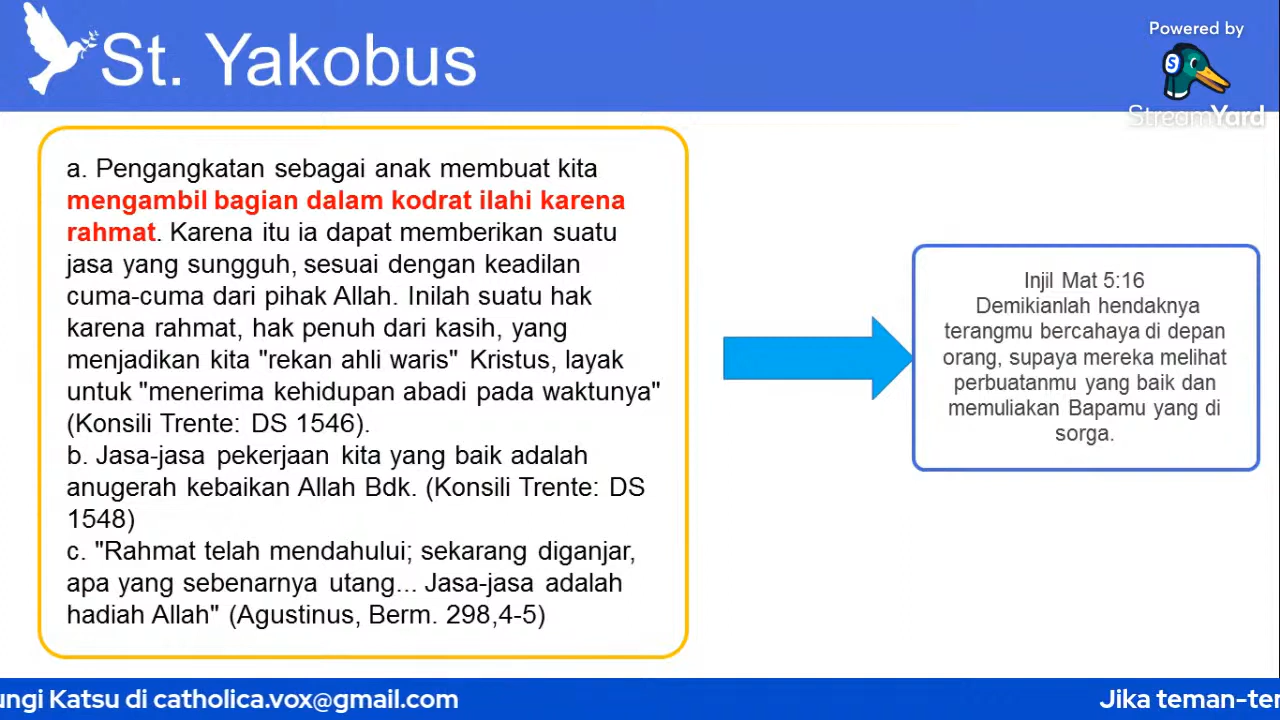 St. Yakobus
Powered by
S
StreamYard
a. Pengangkatan sebagai anak membuat kita
mengambil bagian dalam kodrat ilahi karena
rahmat. Karena itu ia dapat memberikan suatu
jasa yang sungguh, sesuai dengan keadilan
cuma-cuma dari pihak Allah. Inilah suatu hak
karena rahmat, hak penuh dari kasih, yang
menjadikan kita "rekan ahli waris" Kristus, layak
untuk "menerima kehidupan abadi pada waktunya"
(Konsili Trente: DS 1546).
b. Jasa-jasa pekerjaan kita yang baik adalah
anugerah kebaikan Allah Bdk. (Konsili Trente: DS
1548)
c. "Rahmat telah mendahului; sekarang diganjar,
apa yang sebenarnya utang... Jasa-jasa adalah
hadiah Allah" (Agustinus, Berm. 298,4-5)
Injil Mat 5:16
Demikianlah hendaknya
terangmu bercahaya di depan
orang, supaya mereka melihat
perbuatanmu yang baik dan
memuliakan Bapamu yang di
sorga.
ungi Katsu di catholica.vox@gmail.com
Jika teman-ter